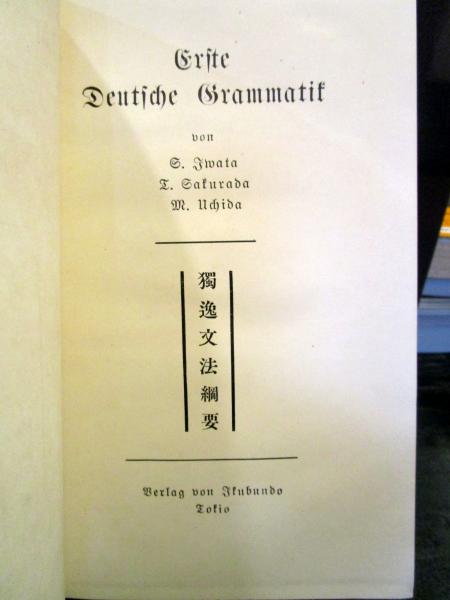 Erste
Deutsche Grammatik
von
S. Iwata
T. Sakurada
M. Uchida
獨逸文法綱要
Verlag von Ikubundo
Tokio